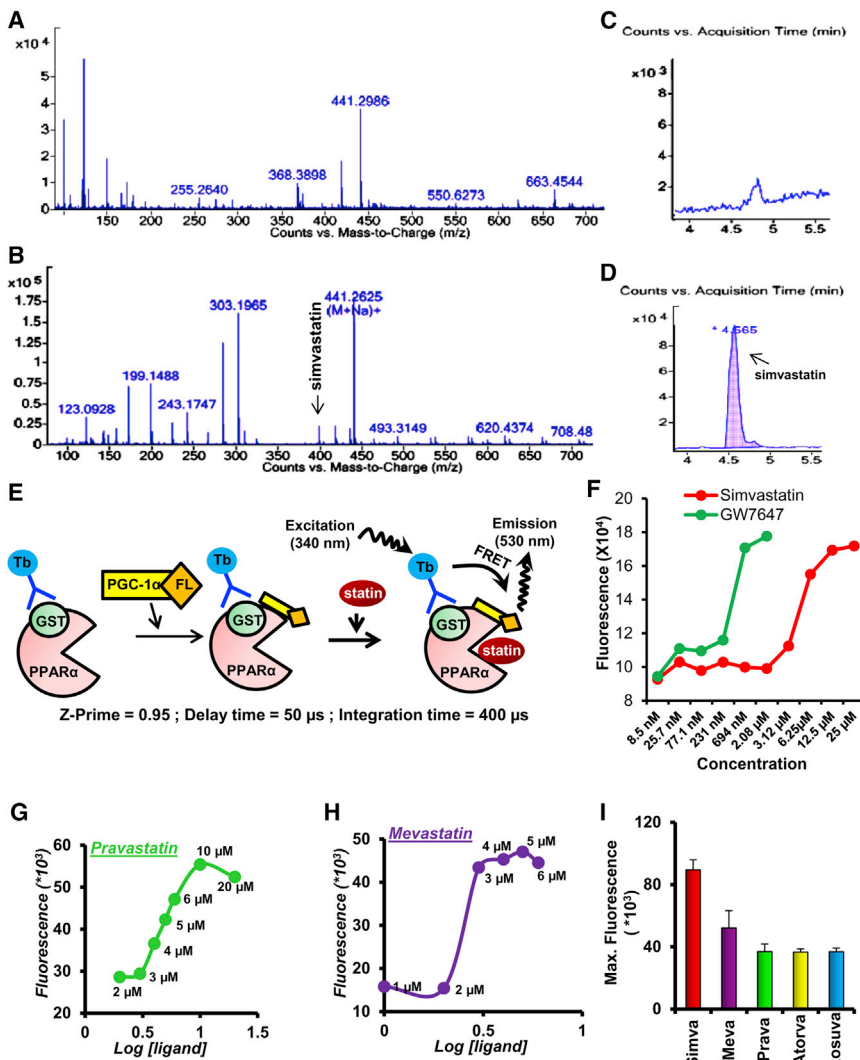 A
x10 4
5
4
3
2
1
0
255.2640
368.3898
441.2986
550.6273
663.4544
100 150 200 250 300 350 400 450 500 550 600 650 700
Counts vs. Mass-to-Charge (m/z)
B
x10 5
1.75
1.5
1.25
1
0.75
0.5
0.25
0
123.0928
199.1488
243.1747
303.1965
simvastatin
441.2625
(M+Na)+
493.3149
620.4374
708.48
100 150 200 250 300 350 400 450 500 550 600 650 700
Counts vs. Mass-to-Charge (m/z)
C
Counts vs. Acquisition Time (min)
x10 3
8
6
4
2
4 4.5 5 5.5
D
Counts vs. Acquisition Time (min)
x10 4
8
6
4
2
* 4.565
simvastatin
4 4.5 5 5.5
E
Tb
GST
PPARα
PGC-1α
FL
Tb
GST
PPARα
statin
Excitation
(340 nm)
Tb
FRET
Emission
(530 nm)
GST
PPARα
statin
Z-Prime = 0.95 ; Delay time = 50 µs ; Integration time = 400 µs
F
Simvastatin
GW7647
Fluorescence (X10⁴)
20
18
16
14
12
10
8
8.5 nM
25.7 nM
77.1 nM
231 nM
694 nM
2.08 µM
3.12 µM
6.25µM
12.5 µM
25 µM
Concentration
G
Pravastatin
Fluorescence (*10³)
60
50
40
30
20
2 µM
3 µM
4 µM
5 µM
6 µM
10 µM
20 µM
0 0.5 1 1.5
Log [ligand]
H
Mevastatin
Fluorescence (*10³)
50
40
30
20
10
1 µM
2 µM
3 µM
4 µM
5 µM
6 µM
0 0.5 1
Log [ligand]
I
Max. Fluorescence
( *10³)
120
80
40
0
Simva
Meva
Prava
Atorva
osuva